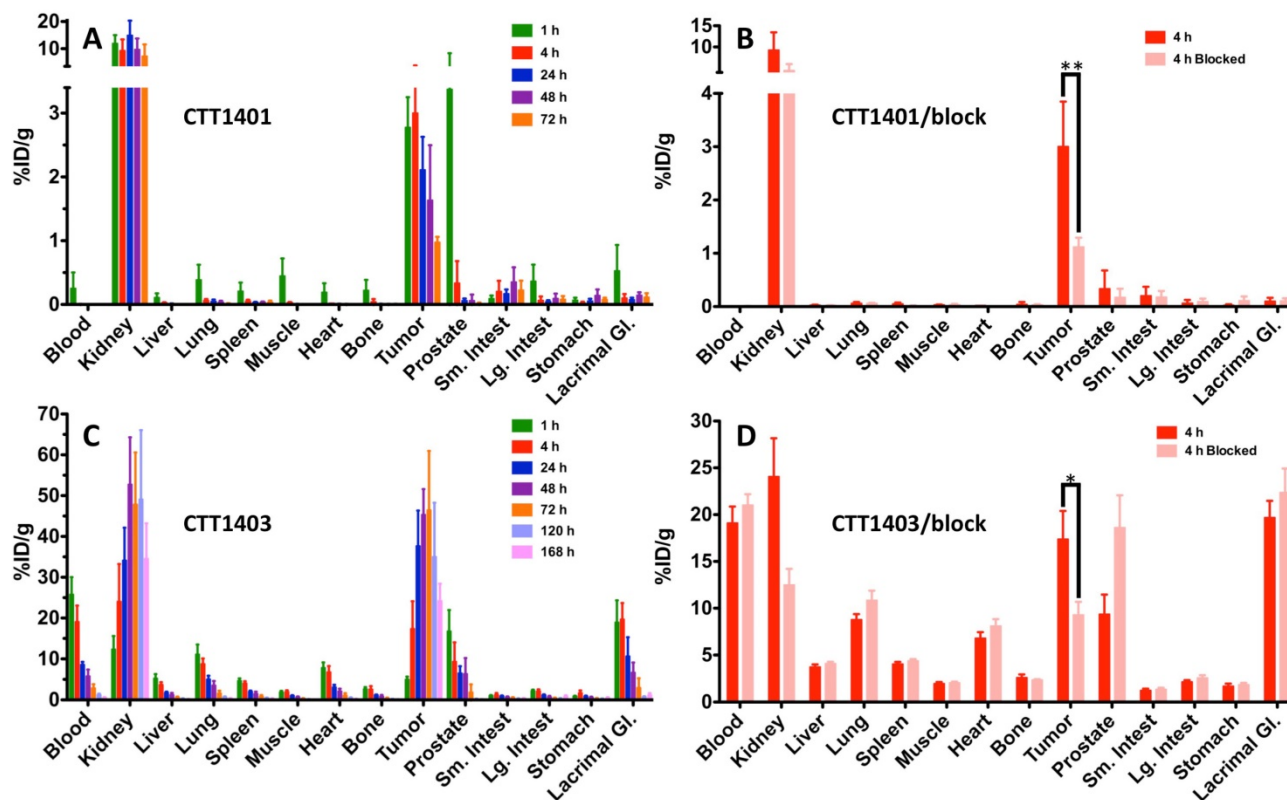 A
CTT1401
%ID/g
20
10
0
3
2
1
0
1 h
4 h
24 h
48 h
72 h
Blood
Kidney
Liver
Lung
Spleen
Muscle
Heart
Bone
Tumor
Prostate
Sm. Intest
Lg. Intest
Stomach
Lacrimal Gl.
B
CTT1401/block
%ID/g
15
10
5
4
3
2
1
0
4 h
4 h Blocked
**
Blood
Kidney
Liver
Lung
Spleen
Muscle
Heart
Bone
Tumor
Prostate
Sm. Intest
Lg. Intest
Stomach
Lacrimal Gl.
C
CTT1403
%ID/g
70
60
50
40
30
20
10
0
1 h
4 h
24 h
48 h
72 h
120 h
168 h
Blood
Kidney
Liver
Lung
Spleen
Muscle
Heart
Bone
Tumor
Prostate
Sm. Intest
Lg. Intest
Stomach
Lacrimal Gl.
D
CTT1403/block
%ID/g
30
25
20
15
10
5
0
4 h
4 h Blocked
*
Blood
Kidney
Liver
Lung
Spleen
Muscle
Heart
Bone
Tumor
Prostate
Sm. Intest
Lg. Intest
Stomach
Lacrimal Gl.